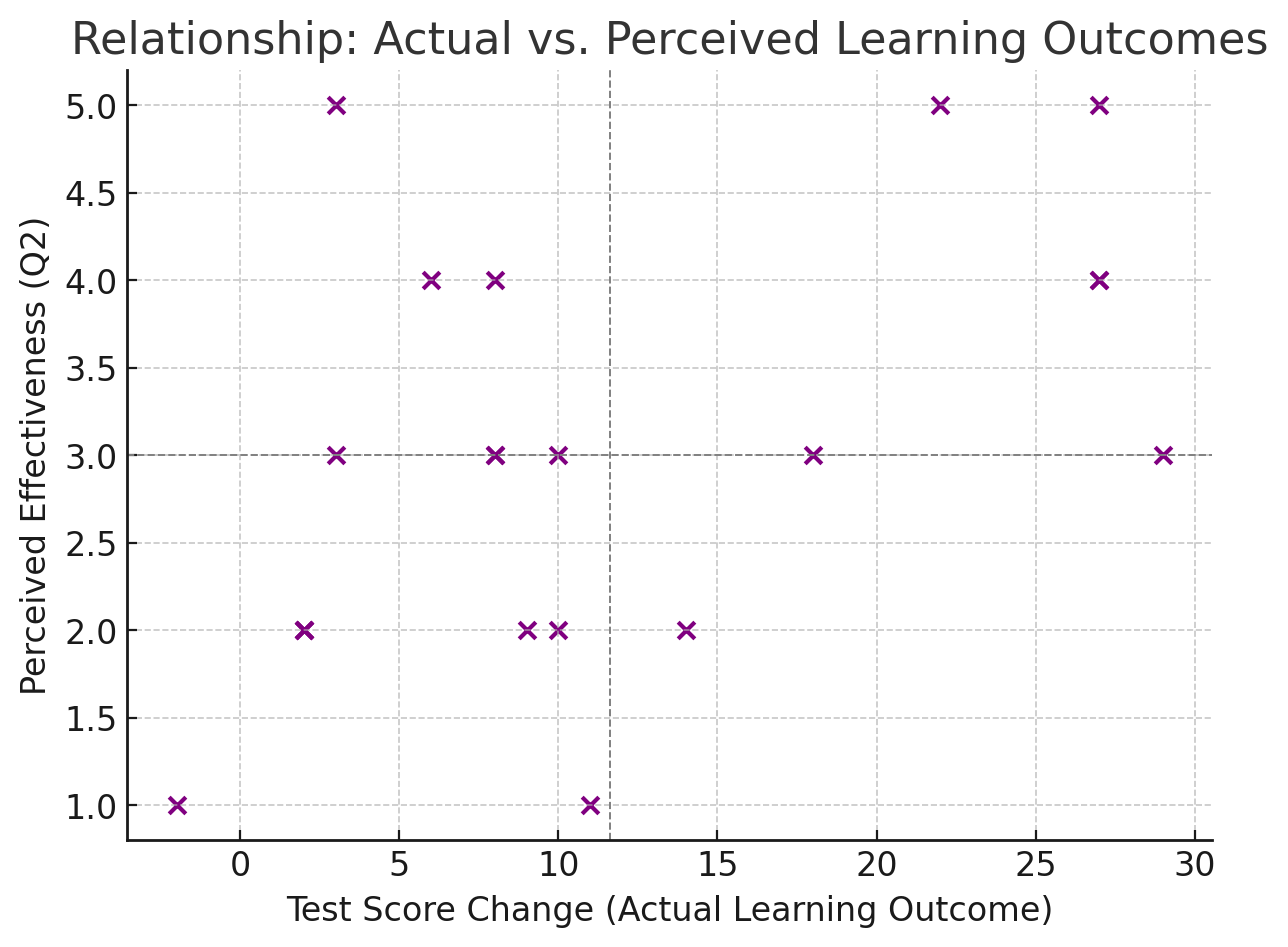 Relationship: Actual vs. Perceived Learning Outcomes
Perceived Effectiveness (Q2)
5.0
4.5
4.0
3.5
3.0
2.5
2.0
1.5
1.0
0 5 10 15 20 25 30
Test Score Change (Actual Learning Outcome)